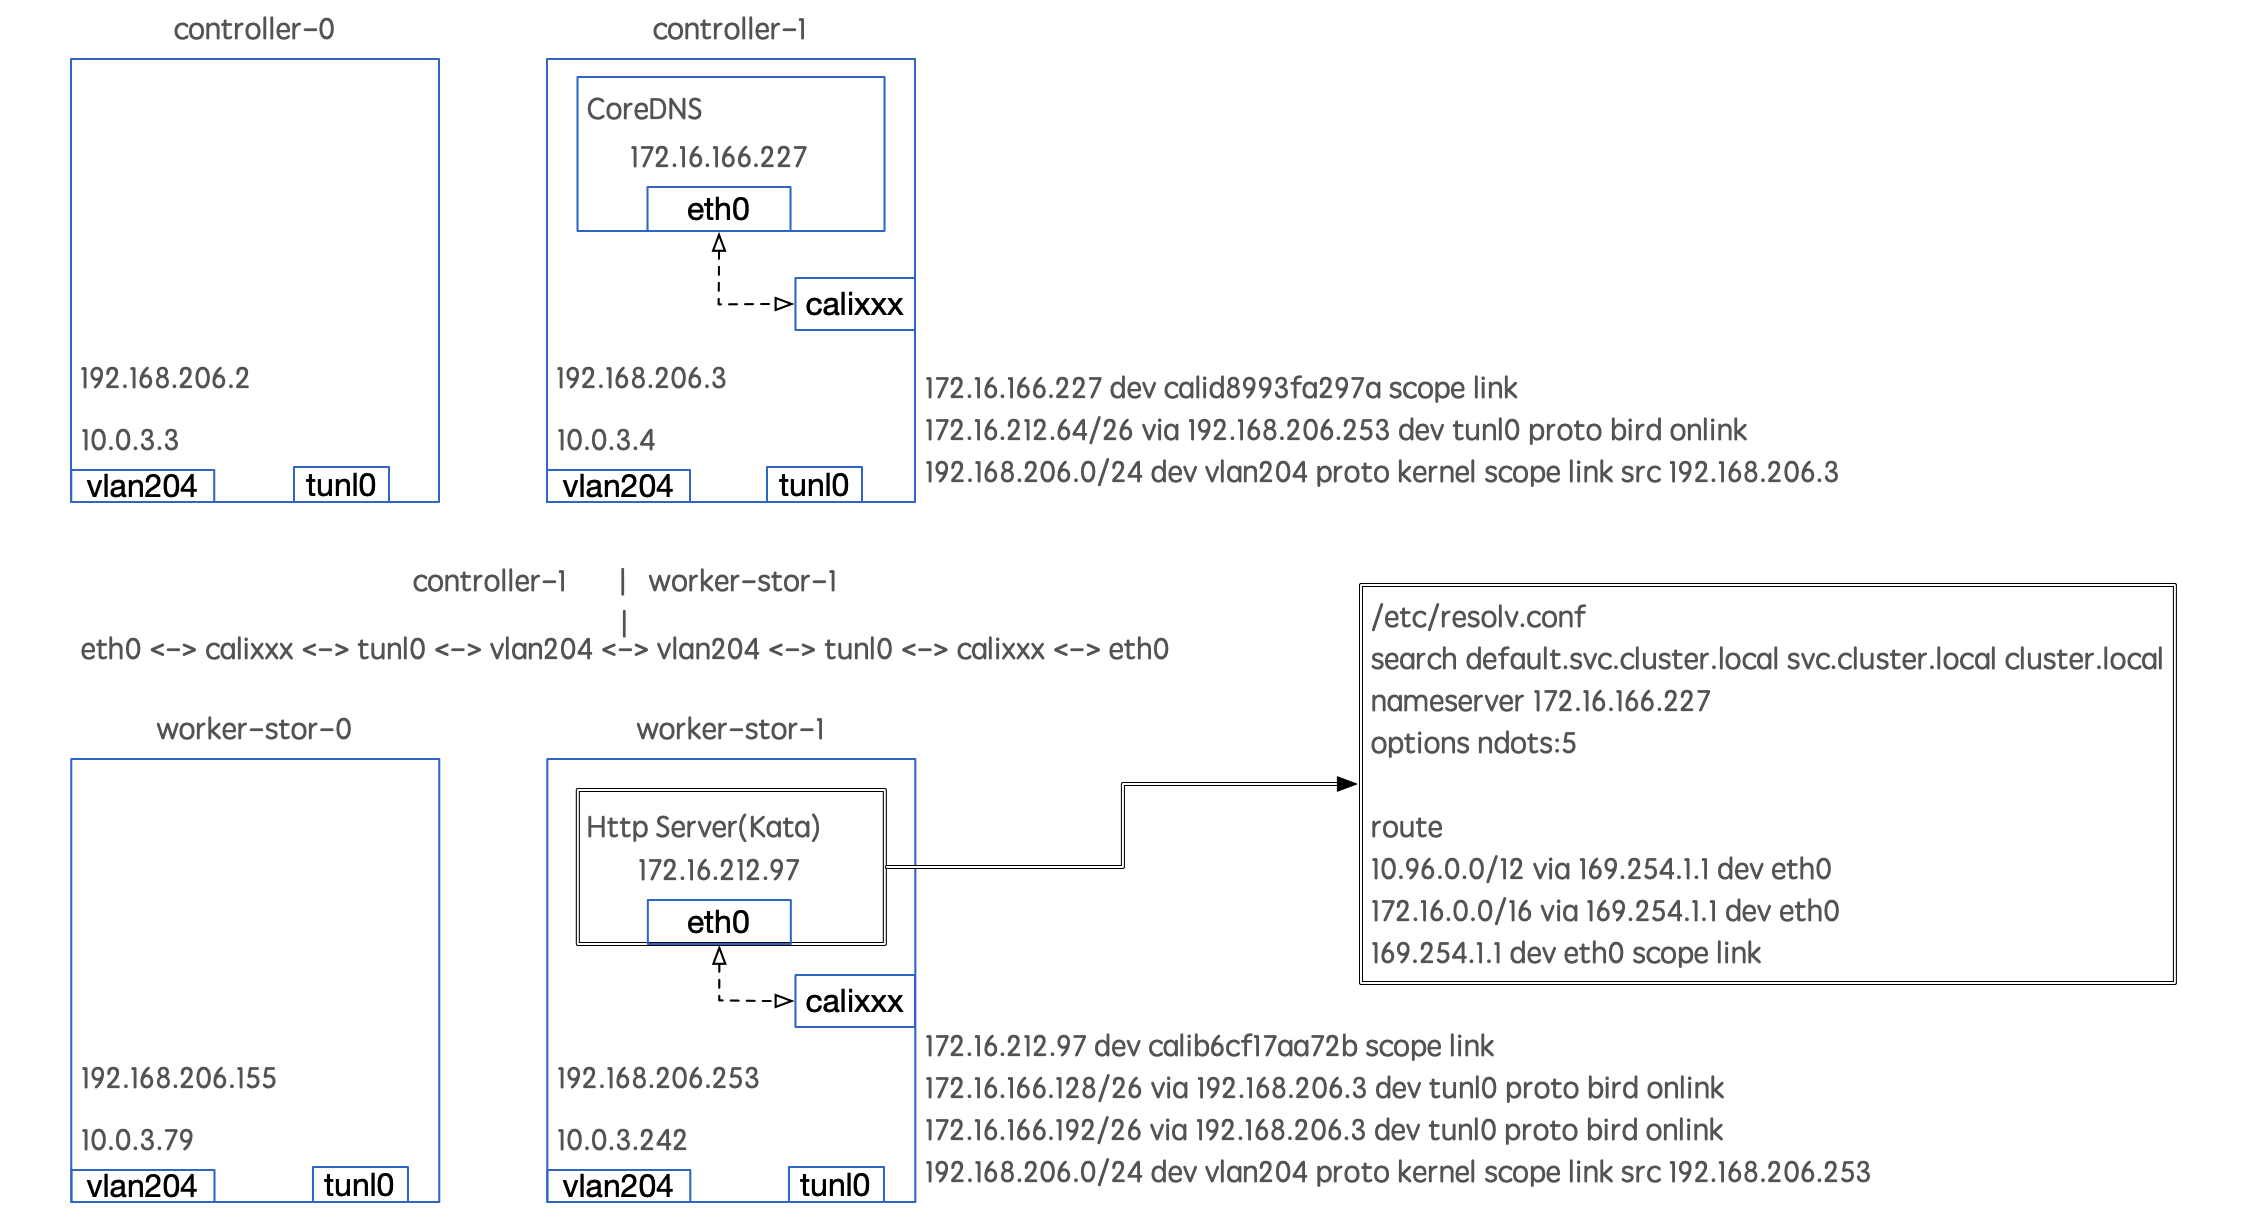 controller-0
controller-1
CoreDNS
172.16.166.227
eth0
calixxx
192.168.206.2
10.0.3.3
vlan204
tunl0
192.168.206.3
10.0.3.4
vlan204
tunl0
172.16.166.227 dev calid8993fa297a scope link
172.16.212.64/26 via 192.168.206.253 dev tunl0 proto bird onlink
192.168.206.0/24 dev vlan204 proto kernel scope link src 192.168.206.3
controller-1 | worker-stor-1
|
eth0 <-> calixxx <-> tunl0 <-> vlan204 <-> vlan204 <-> tunl0 <-> calixxx <-> eth0
/etc/resolv.conf
search default.svc.cluster.local svc.cluster.local cluster.local
nameserver 172.16.166.227
options ndots:5
route
10.96.0.0/12 via 169.254.1.1 dev eth0
172.16.0.0/16 via 169.254.1.1 dev eth0
169.254.1.1 dev eth0 scope link
worker-stor-0
worker-stor-1
Http Server(Kata)
172.16.212.97
eth0
calixxx
192.168.206.155
10.0.3.79
vlan204
tunl0
192.168.206.253
10.0.3.242
vlan204
tunl0
172.16.212.97 dev calib6cf17aa72b scope link
172.16.166.128/26 via 192.168.206.3 dev tunl0 proto bird onlink
172.16.166.192/26 via 192.168.206.3 dev tunl0 proto bird onlink
192.168.206.0/24 dev vlan204 proto kernel scope link src 192.168.206.253